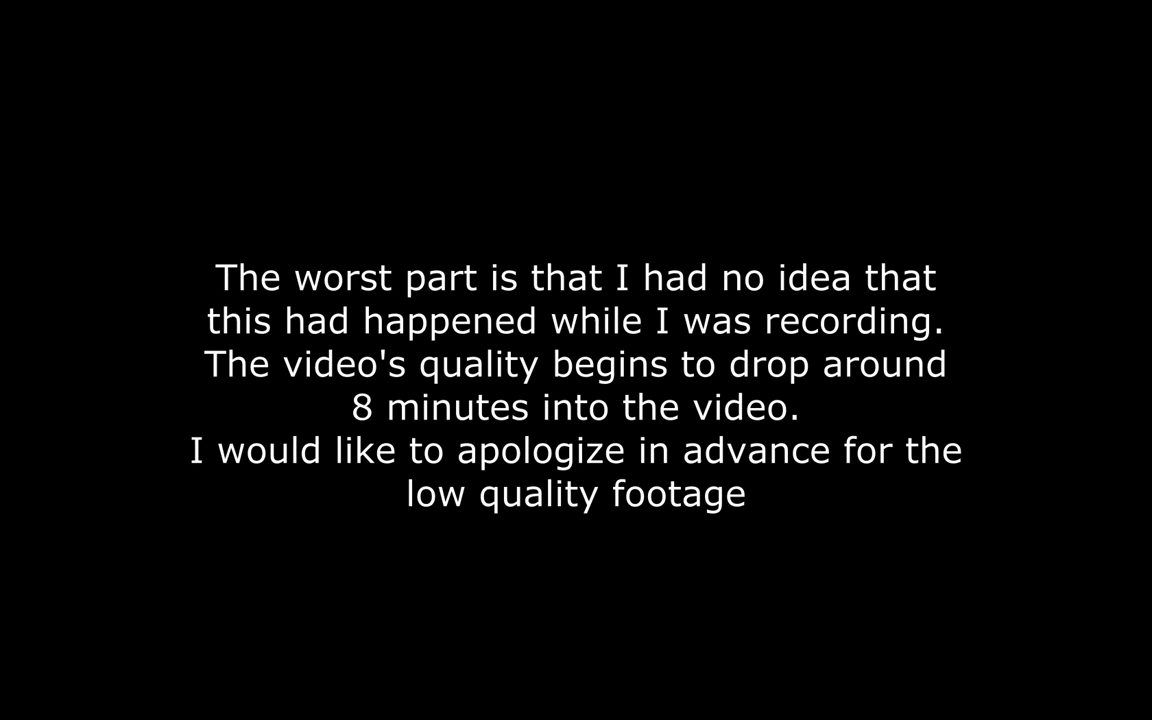 The worst part is that I had no idea that
this had happened while I was recording.
The video's quality begins to drop around
8 minutes into the video.
I would like to apologize in advance for the
low quality footage